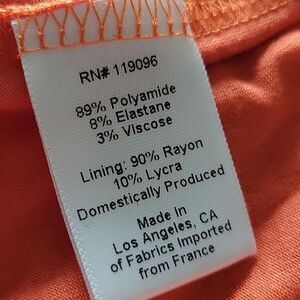 RN# 119096
89% Polyamide
8% Elastane
3% Viscose
Lining: 90% Rayon
10% Lycra
Domestically Produced
Made In
Los Angeles, CA
of Fabrics Imported
from France